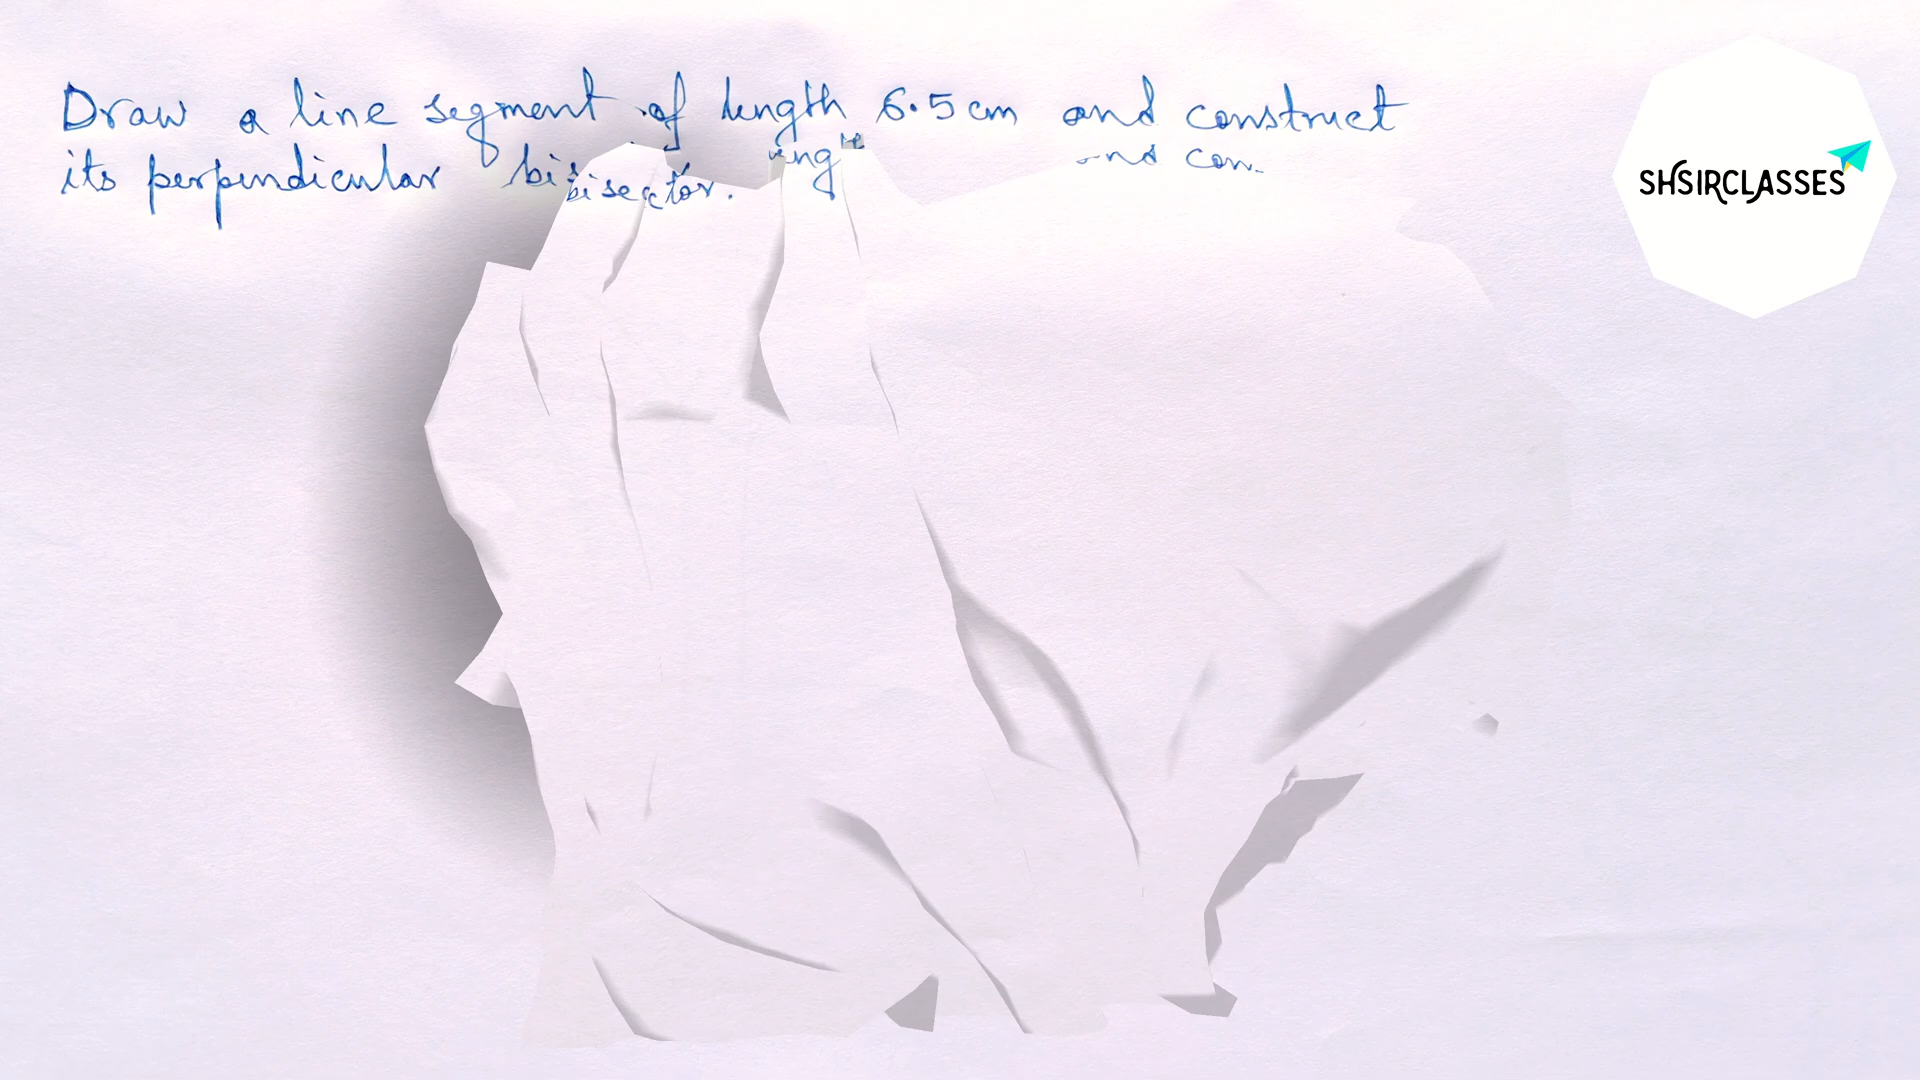 Draw a line segment of length 6.5 cm and construct
its perpendicular bisector.
SHSIRCLASSES